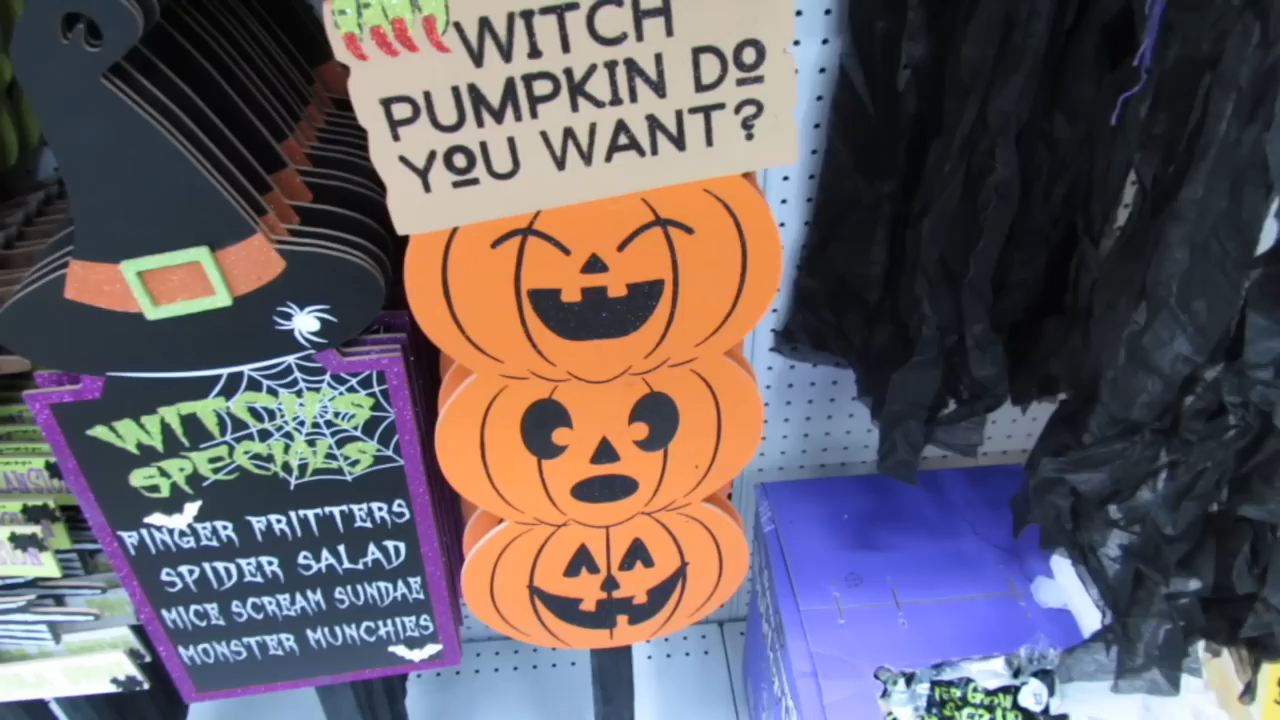 WITCH
PUMPKIN DO
YOU WANT?
WITCH'S
SPECIALS
FINGER FRITTERS
SPIDER SALAD
MICE SCREAM SUNDAE
MONSTER MUNCHIES